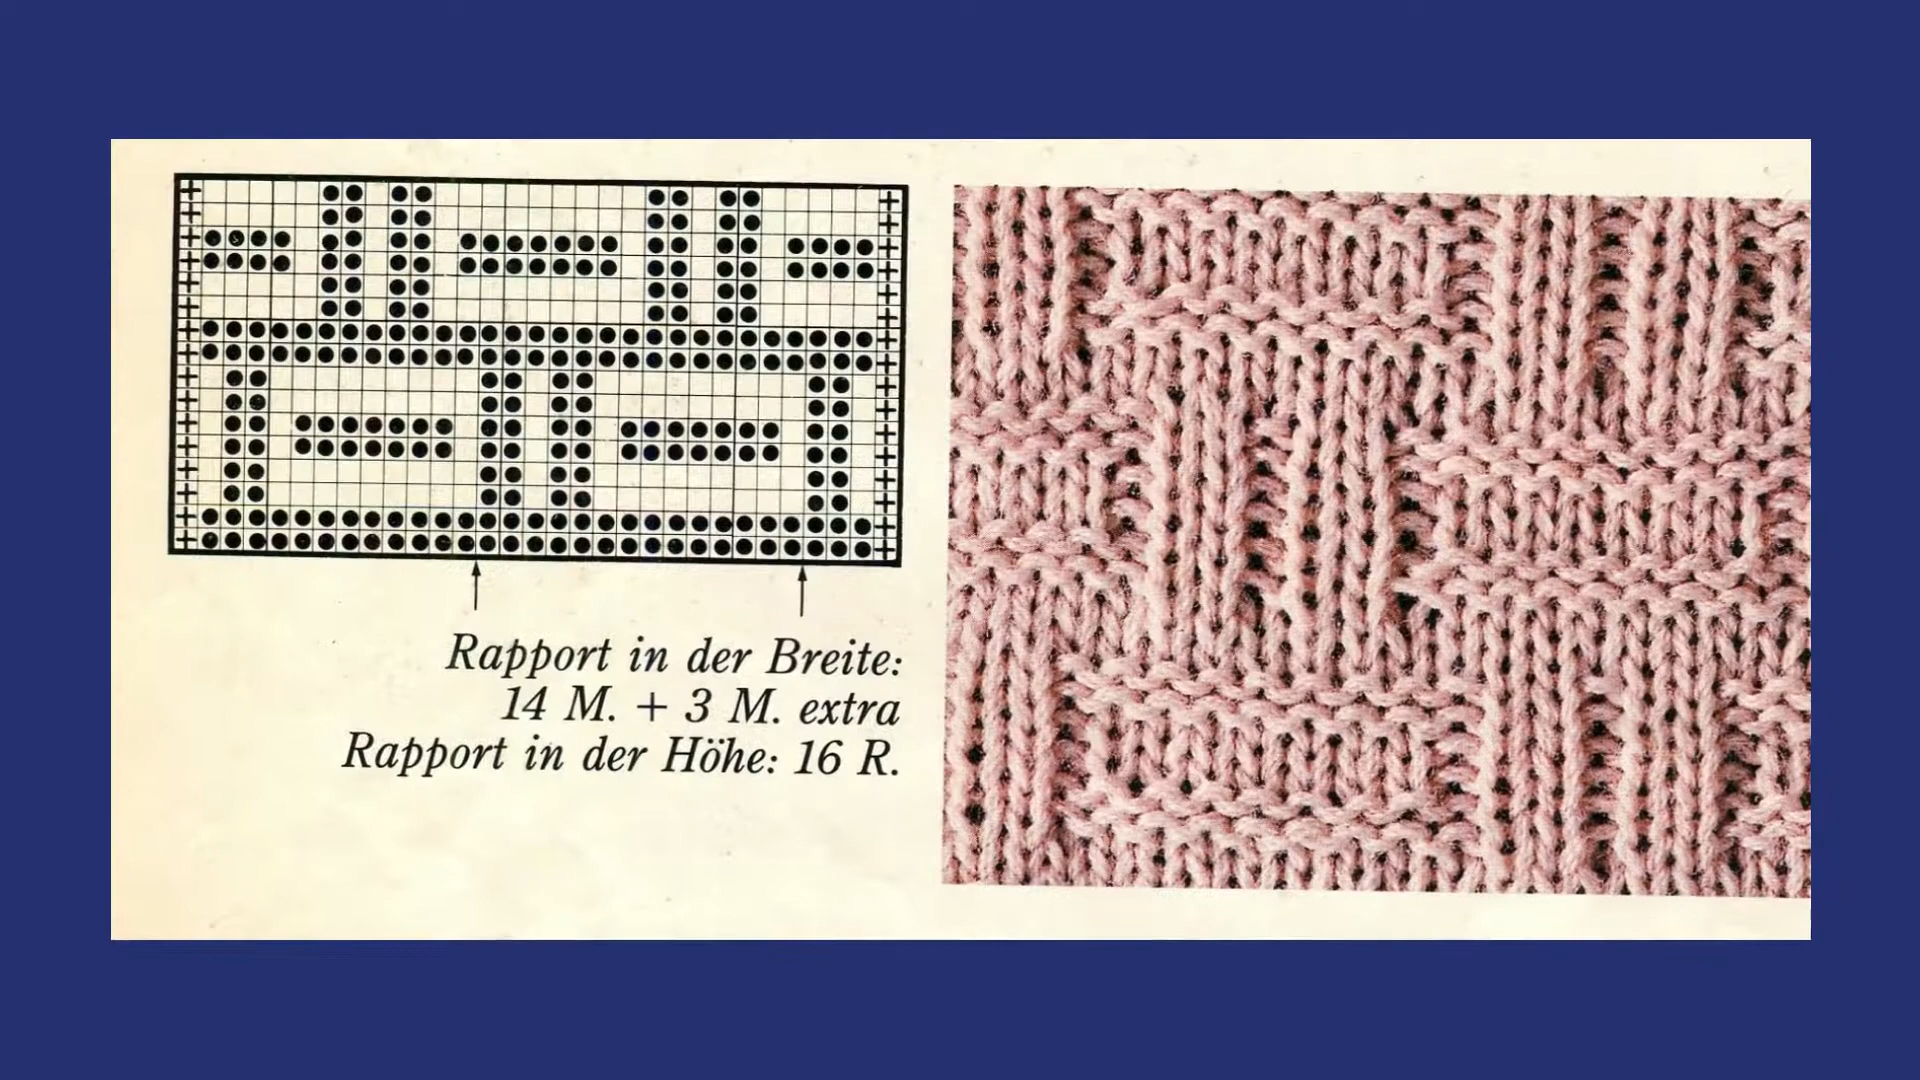 Rapport in der Breite:
14 M. + 3 M. extra
Rapport in der Höhe: 16 R.